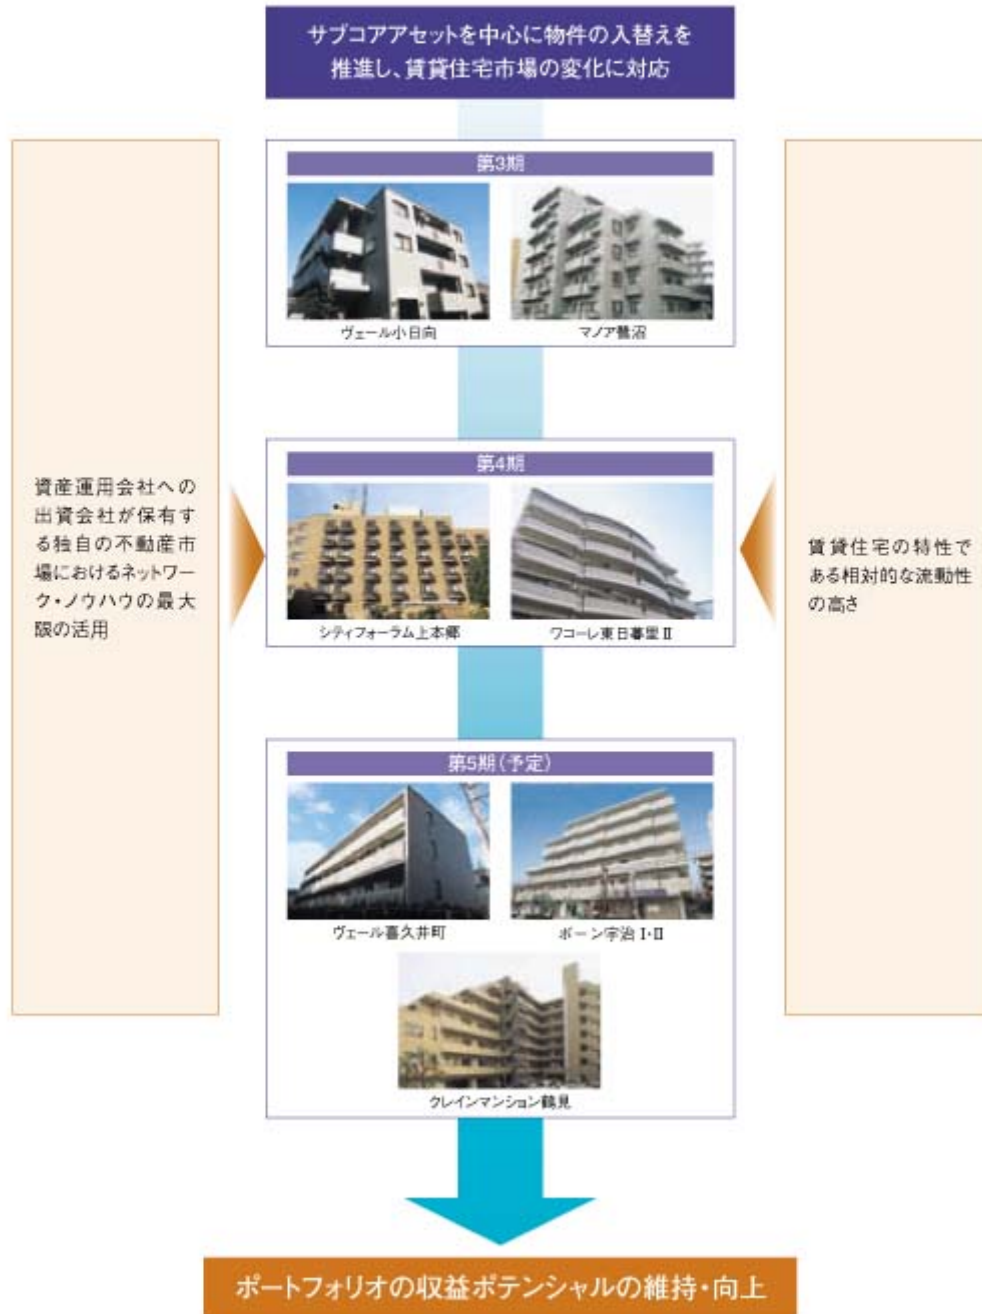 サブコアアセットを中心に物件の入替えを
推進し、賃貸住宅市場の変化に対応
第3期
ヴェール小日向
マノア鷺沼
資産運用会社への
出資会社が保有す
る独自の不動産市
場におけるネットワー
ク・ノウハウの最大
限の活用
第4期
シティフォーラム上本郷
ワコーレ東日暮里Ⅱ
賃貸住宅の特性で
ある相対的な流動性
の高さ
第5期(予定)
ヴェール喜久井町
ボーン宇治Ⅰ・Ⅱ
クレインマンション鶴見
ポートフォリオの収益ポテンシャルの維持・向上